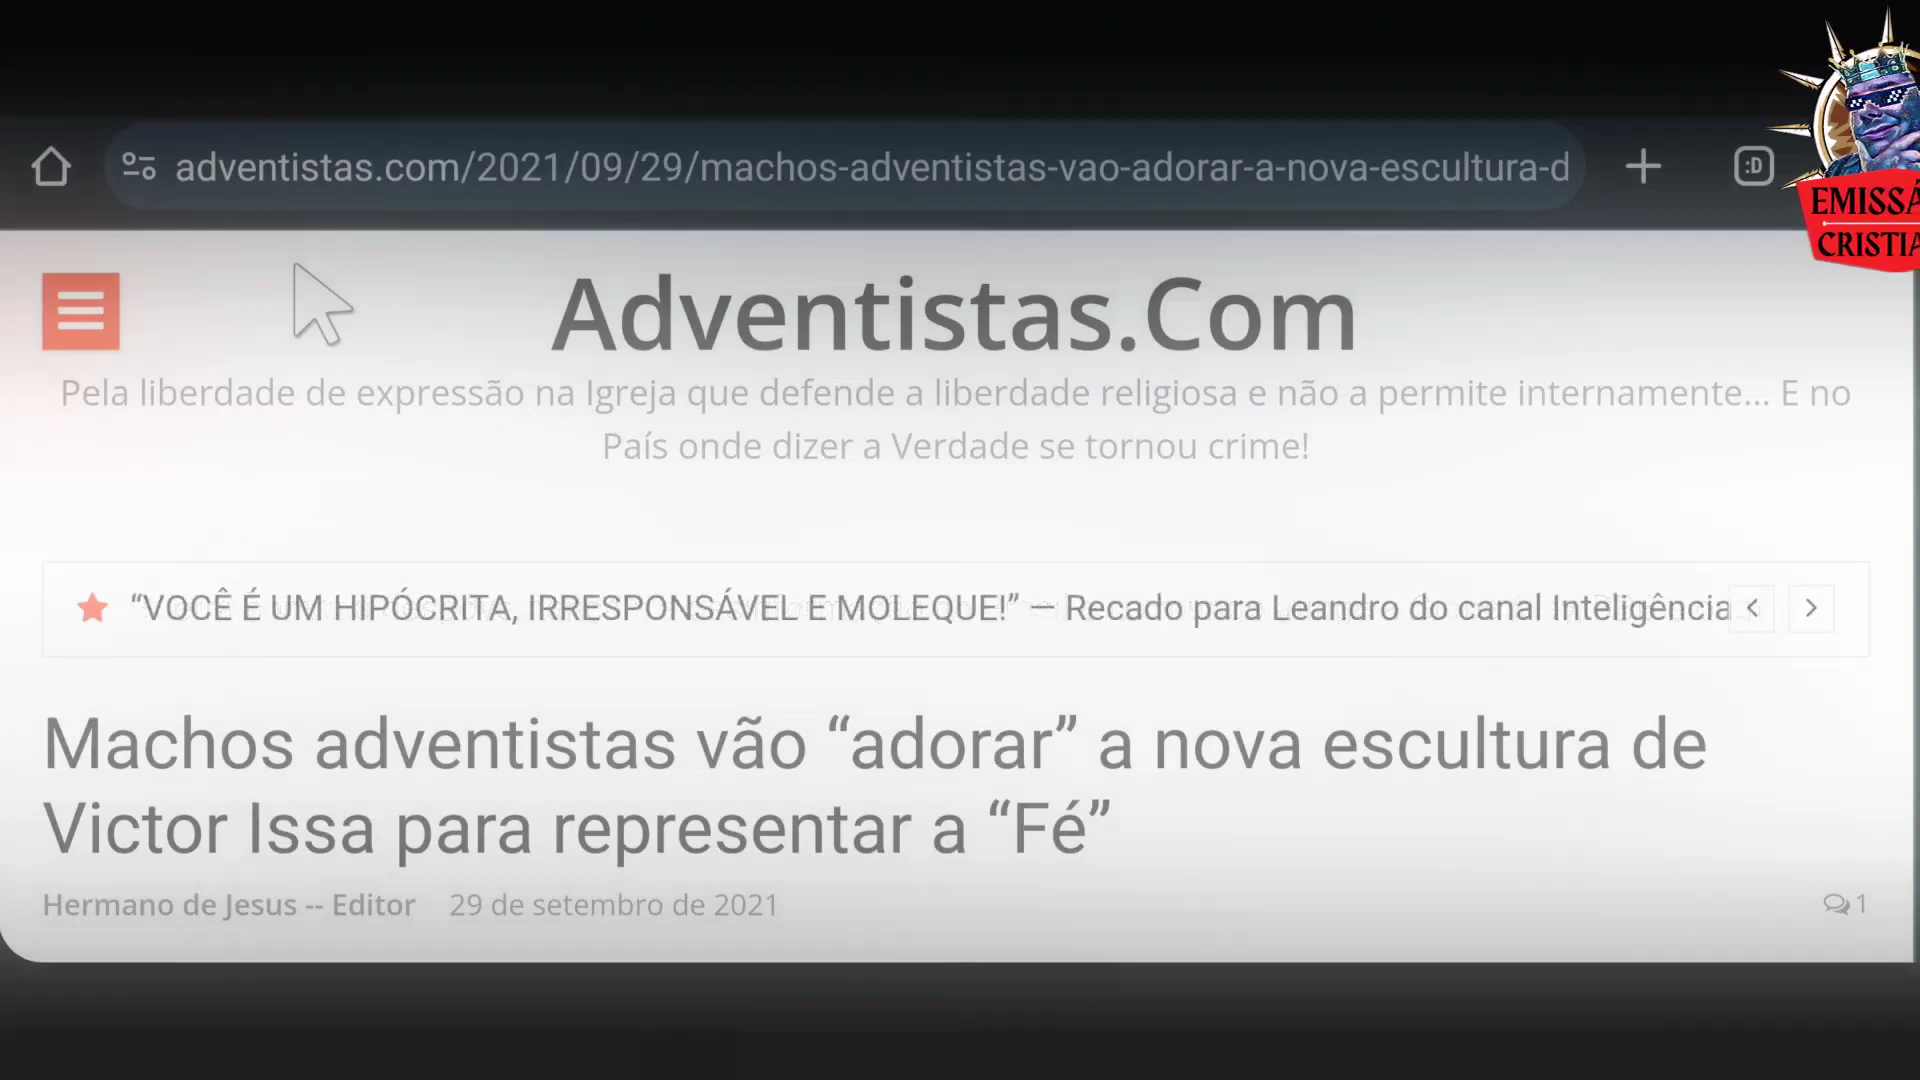 adventistas.com/2021/09/29/machos-adventistas-vao-adorar-a-nova-escultura-d
:D
EMISSÁ
CRISTIA
Adventistas.Com
Pela liberdade de expressão na Igreja que defende a liberdade religiosa e não a permite internamente... E no
País onde dizer a Verdade se tornou crime!
“VOCÊ É UM HIPÓCRITA, IRRESPONSÁVEL E MOLEQUE!” — Recado para Leandro do canal Inteligência
Machos adventistas vão “adorar” a nova escultura de
Victor Issa para representar a “Fé”
Hermano de Jesus -- Editor 29 de setembro de 2021
1